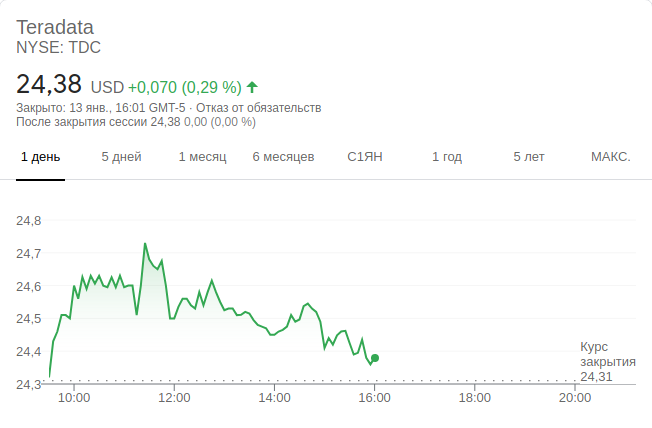 Teradata
NYSE: TDC
24,38 USD +0,070 (0,29 %)
Закрыто: 13 янв., 16:01 GMT-5 · Отказ от обязательств
После закрытия сессии 24,38 0,00 (0,00 %)
1 день 5 дней 1 месяц 6 месяцев С1ЯН 1 год 5 лет МАКС.
24,8
24,7
24,6
24,5
24,4
24,3
Курс
закрытия
24,31
10:00 12:00 14:00 16:00 18:00 20:00